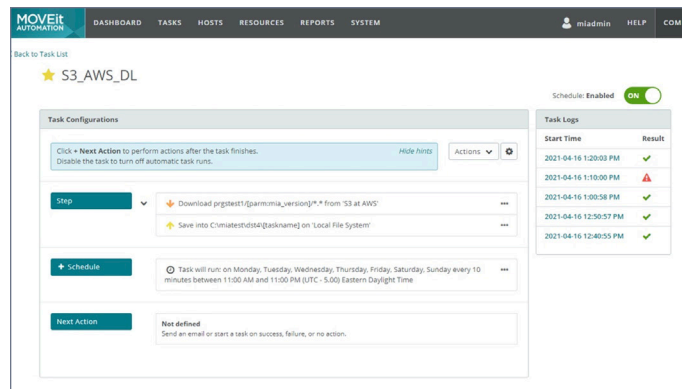 MOVEit
AUTOMATION
DASHBOARD TASKS HOSTS RESOURCES REPORTS SYSTEM
miadmin HELP COM
Back to Task List
S3_AWS_DL
Schedule: Enabled ON
Task Configurations
Click + Next Action to perform actions after the task finishes.
Disable the task to turn off automatic task runs.
Hide hints
Actions
Step
Download prgstest1/[parm:mia_version]/*.* from 'S3 at AWS'
Save into C:\miatest\dst4\[taskname] on 'Local File System'
+ Schedule
Task will run: on Monday, Tuesday, Wednesday, Thursday, Friday, Saturday, Sunday every 10
minutes between 11:00 AM and 11:00 PM (UTC - 5.00) Eastern Daylight Time
Next Action
Not defined
Send an email or start a task on success, failure, or no action.
Task Logs
Start Time Result
2021-04-16 1:20:03 PM
2021-04-16 1:10:00 PM
2021-04-16 1:00:58 PM
2021-04-16 12:50:57 PM
2021-04-16 12:40:55 PM